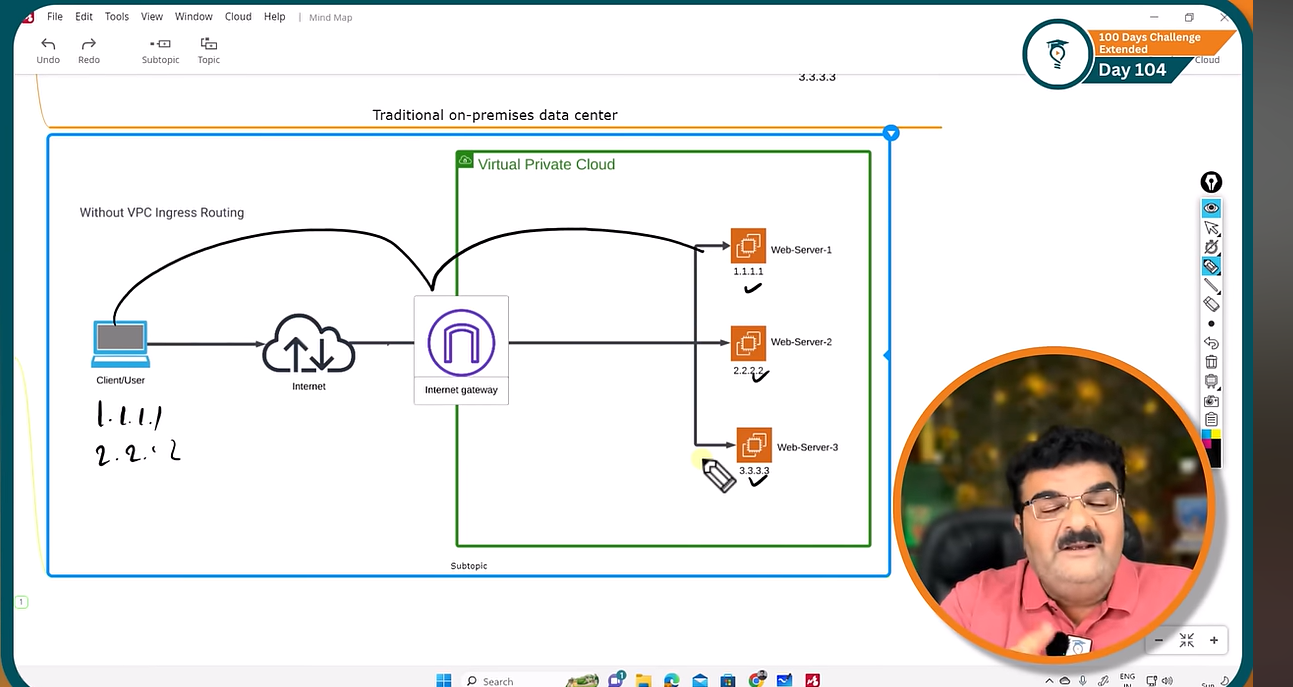 File Edit Tools View Window Cloud Help | Mind Map
100 Days Challenge
Extended
Day 104
Undo Redo Subtopic Topic
Cloud
3.3.3.3
Traditional on-premises data center
Virtual Private Cloud
Without VPC Ingress Routing
Web-Server-1
1.1.1.1
Web-Server-2
2.2.2.2
Client/User
Internet
Internet gateway
1.1.1.1
2.2.2
Web-Server-3
3.3.3.3
Subtopic
1
Search
1
ENG
IN